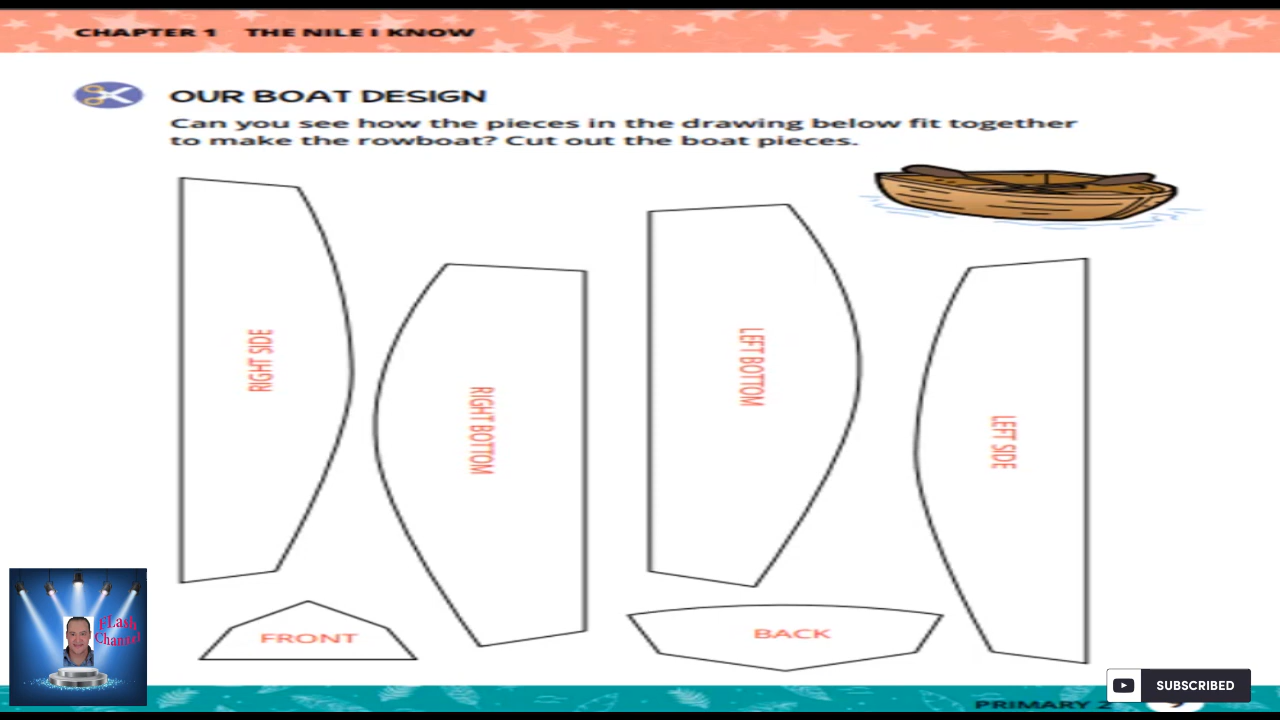 CHAPTER 1 THE NILE I KNOW
OUR BOAT DESIGN
Can you see how the pieces in the drawing below fit together
to make the rowboat? Cut out the boat pieces.
RIGHT SIDE
RIGHT BOTTOM
LEFT BOTTOM
LEFT SIDE
FRONT
BACK
FLash
Channel
SUBSCRIBED
PRIMARY 2